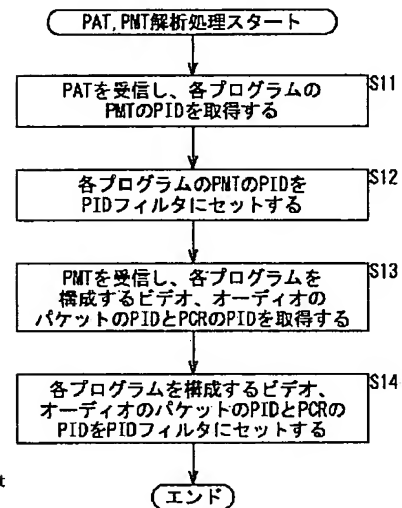 PAT,PMT解析処理スタート
S11
PATを受信し、各プログラムの
PMTのPIDを取得する
S12
各プログラムのPMTのPIDを
PIDフィルタにセットする
S13
PMTを受信し、各プログラムを
構成するビデオ、オーディオの
パケットのPIDとPCRのPIDを取得する
S14
各プログラムを構成するビデオ、
オーディオのパケットのPIDとPCRの
PIDをPIDフィルタにセットする
t
エンド